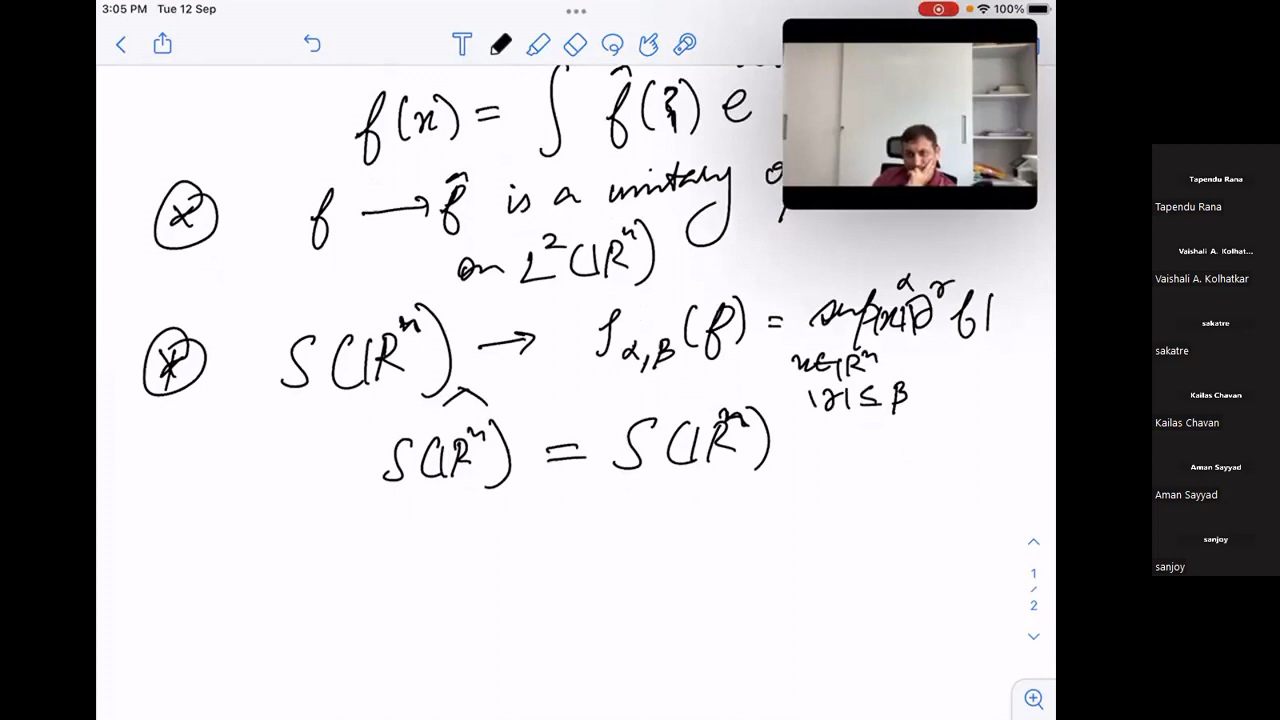 3:05 PM Tue 12 Sep
100%
f(x) = ∫ f̂(ξ) e
⊛ f → f̂ is a unitary
on L²(ℝⁿ)
⊛ S(ℝⁿ) → ρ_{α,β}(f) = sup |x|^α D^γ f|
x∈ℝⁿ
|γ| ≤ β
S(ℝⁿ)^ = S(ℝⁿ)
1
/
2
Tapendu Rana
Tapendu Rana
Vaishali A. Kolhat...
Vaishali A. Kolhatkar
sakatre
sakatre
Kailas Chavan
Kailas Chavan
Aman Sayyad
Aman Sayyad
sanjoy
sanjoy